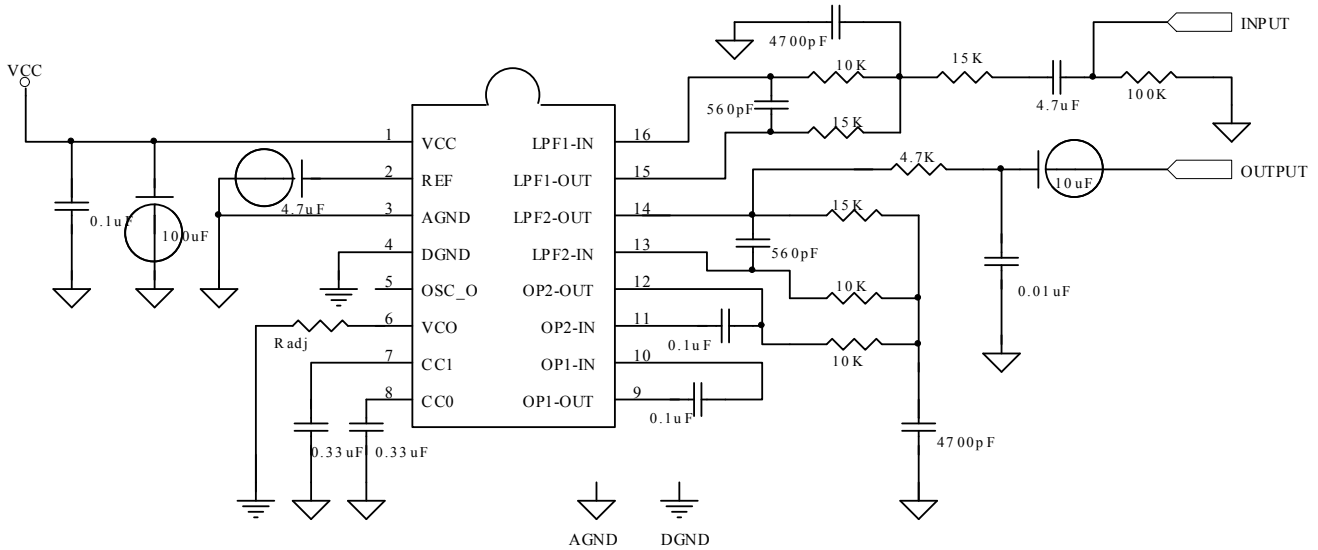 INPUT
4700pF
VCC
10K
15K
560pF
4.7uF
100K
15K
1 VCC LPF1-IN 16
2 REF LPF1-OUT 15
4.7K
10uF
OUTPUT
0.1uF
100uF
4.7uF
3 AGND LPF2-OUT 14
15K
4 DGND LPF2-IN 13
560pF
5 OSC_O OP2-OUT 12
10K
0.01uF
6 VCO OP2-IN 11
Radj
0.1uF
10K
7 CC1 OP1-IN 10
8 CC0 OP1-OUT 9
0.1uF
0.33uF 0.33uF
4700pF
AGND DGND